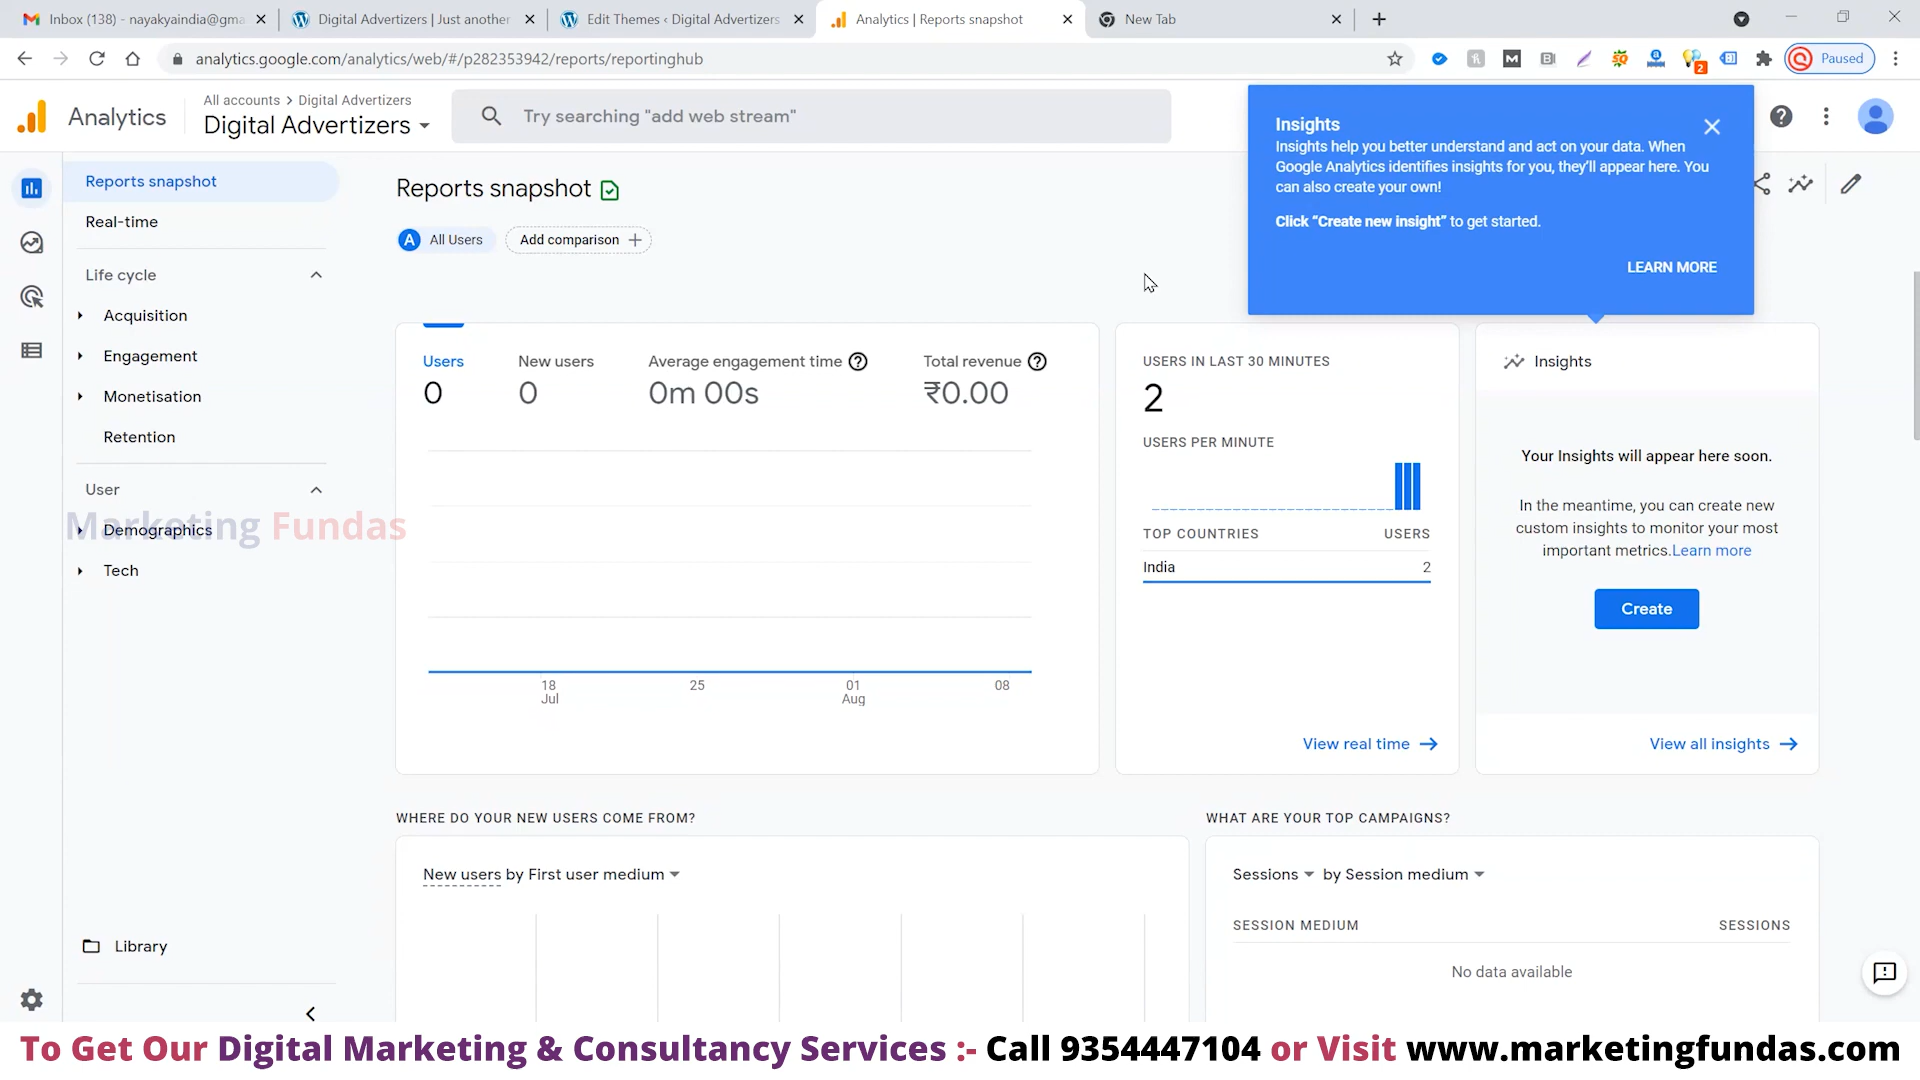 Inbox (138) - nayakyaindia@gma
Digital Advertizers | Just another
Edit Themes ‹ Digital Advertizers
Analytics | Reports snapshot
New Tab
analytics.google.com/analytics/web/#/p282353942/reports/reportinghub
2
Paused
Analytics
All accounts > Digital Advertizers
Digital Advertizers
Try searching "add web stream"
Insights
Insights help you better understand and act on your data. When
Google Analytics identifies insights for you, they'll appear here. You
can also create your own!
Click “Create new insight” to get started.
LEARN MORE
Reports snapshot
Real-time
Life cycle
Acquisition
Engagement
Monetisation
Retention
User
Demographics
Tech
Library
Marketing Fundas
Reports snapshot
A All Users
Add comparison +
Users
0
New users
0
Average engagement time
0m 00s
Total revenue
₹0.00
18
Jul
25
01
Aug
08
USERS IN LAST 30 MINUTES
2
USERS PER MINUTE
TOP COUNTRIES USERS
India 2
View real time
Insights
Your Insights will appear here soon.
In the meantime, you can create new
custom insights to monitor your most
important metrics.Learn more
Create
View all insights
WHERE DO YOUR NEW USERS COME FROM?
New users by First user medium
WHAT ARE YOUR TOP CAMPAIGNS?
Sessions by Session medium
SESSION MEDIUM SESSIONS
No data available
To Get Our Digital Marketing & Consultancy Services :- Call 9354447104 or Visit www.marketingfundas.com